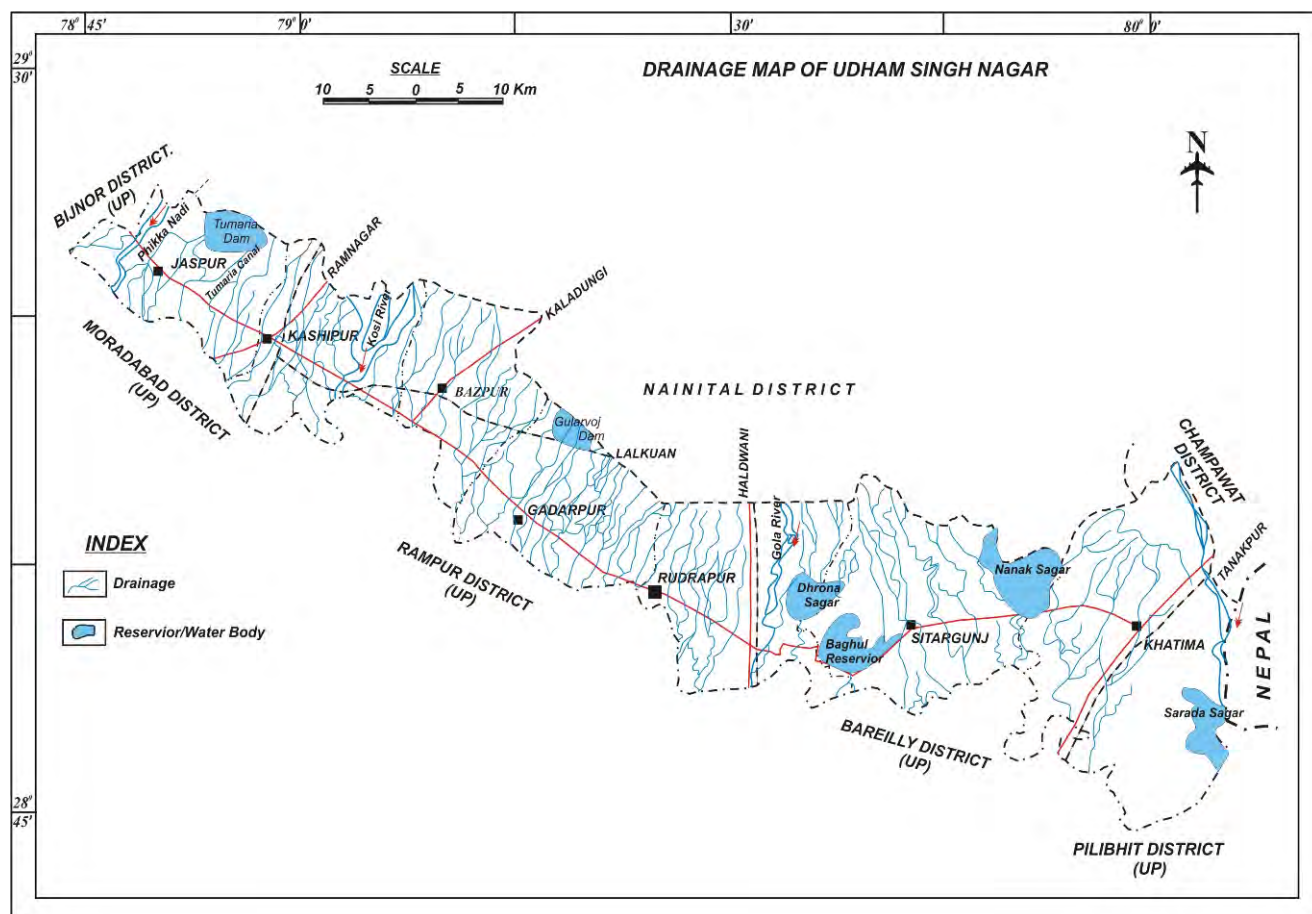 78° 45'
79° 0'
30'
80° 0'
29°
30'
SCALE
10 5 0 5 10 Km
DRAINAGE MAP OF UDHAM SINGH NAGAR
N
BIJNOR DISTRICT.
(UP)
Phikka Nadi
Tumaria
Dam
JASPUR
Tumaria Canal
RAMNAGAR
KASHIPUR
Kosi River
KALADUNGI
MORADABAD DISTRICT
(UP)
BAZPUR
NAINITAL DISTRICT
Gularvoj
Dam
LALKUAN
HALDWANI
CHAMPAWAT
DISTRICT
GADARPUR
Gola River
TANAKPUR
INDEX
Drainage
Reservior/Water Body
RAMPUR DISTRICT
(UP)
RUDRAPUR
Dhrona
Sagar
Nanak Sagar
Baghul
Reservior
SITARGUNJ
KHATIMA
NEPAL
Sarada Sagar
BAREILLY DISTRICT
(UP)
28°
45'
PILIBHIT DISTRICT
(UP)